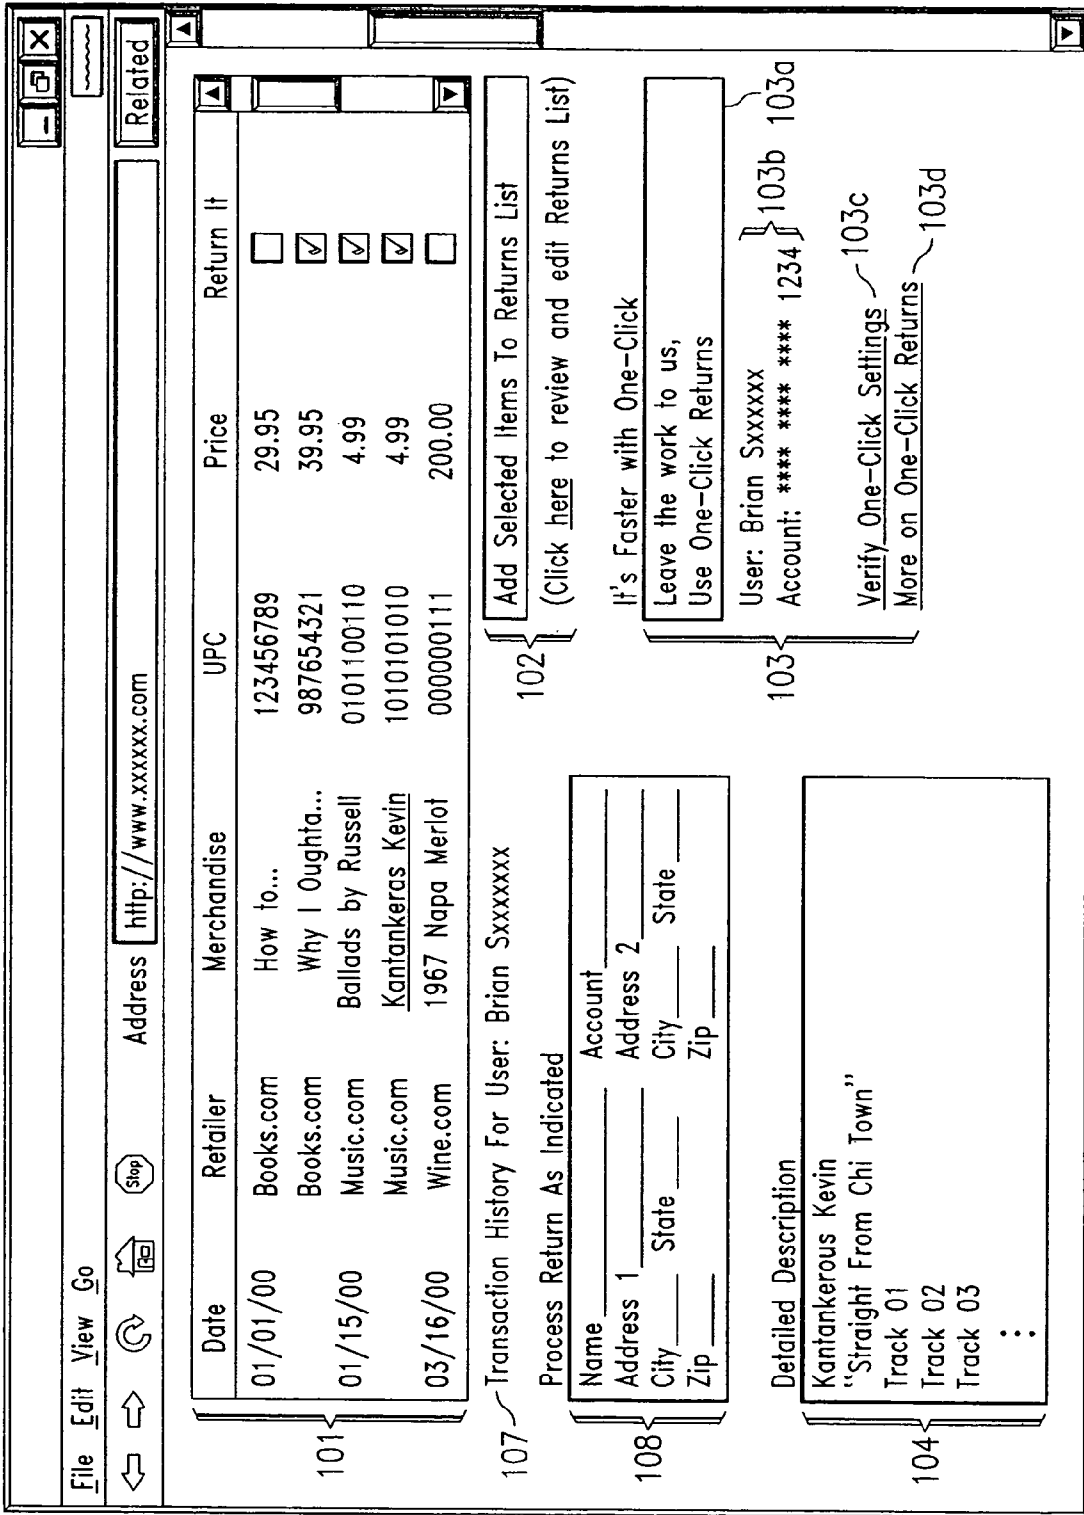 File Edit View Go
Stop
Address http://www.xxxxxx.com Related
Date Retailer Merchandise UPC Price Return It
01/01/00 Books.com How to... 123456789 29.95
Books.com Why I Oughta... 987654321 39.95
01/15/00 Music.com Ballads by Russell 0101100110 4.99
Music.com Kantankeras Kevin 1010101010 4.99
03/16/00 Wine.com 1967 Napa Merlot 000000111 200.00
101
107 Transaction History For User: Brian Sxxxxxx
Process Return As Indicated
Name Account
Address 1 Address 2
City State City State
Zip Zip
108
Detailed Description
Kantankerous Kevin
“Straight From Chi Town”
Track 01
Track 02
Track 03
:
104
Add Selected Items To Returns List
(Click here to review and edit Returns List)
102
It's Faster with One-Click
Leave the work to us,
Use One-Click Returns
103a
User: Brian Sxxxxxx
Account: **** **** **** 1234
103b
Verify One-Click Settings 103c
More on One-Click Returns 103d
103